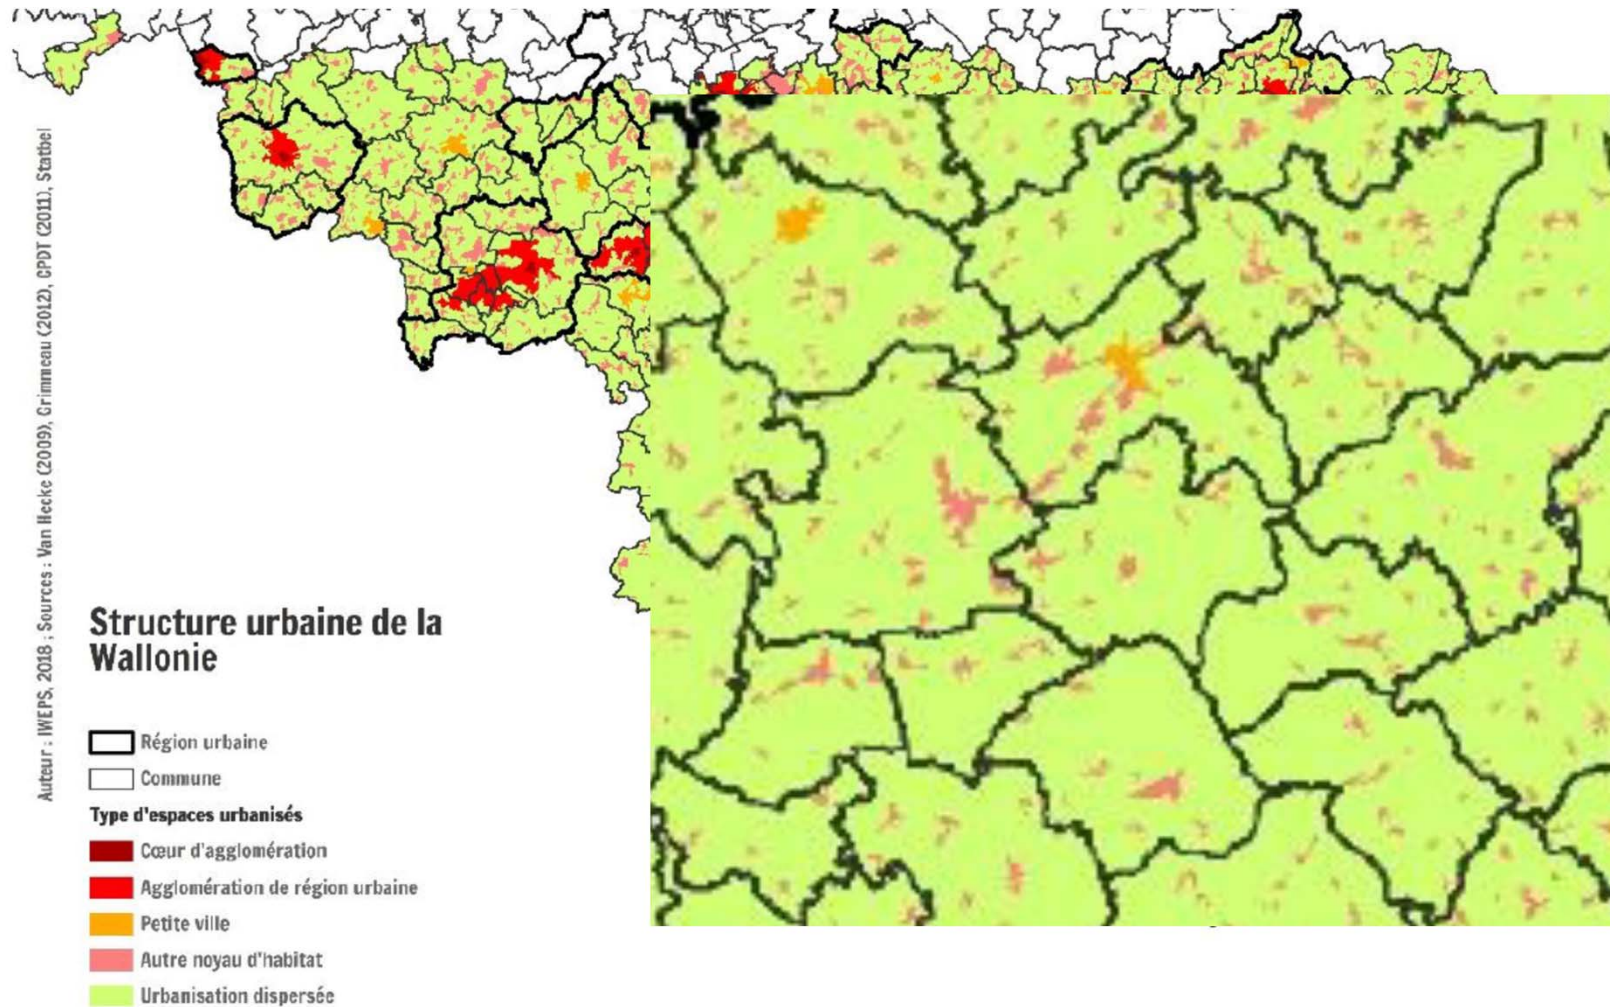 Auteur : IWEPS, 2018 ; Sources : Van Hecke (2009), Grimmeau (2012), CPDT (2011), Statbel
Structure urbaine de la
Wallonie
Région urbaine
Commune
Type d'espaces urbanisés
Cœur d'agglomération
Agglomération de région urbaine
Petite ville
Autre noyau d'habitat
Urbanisation dispersée